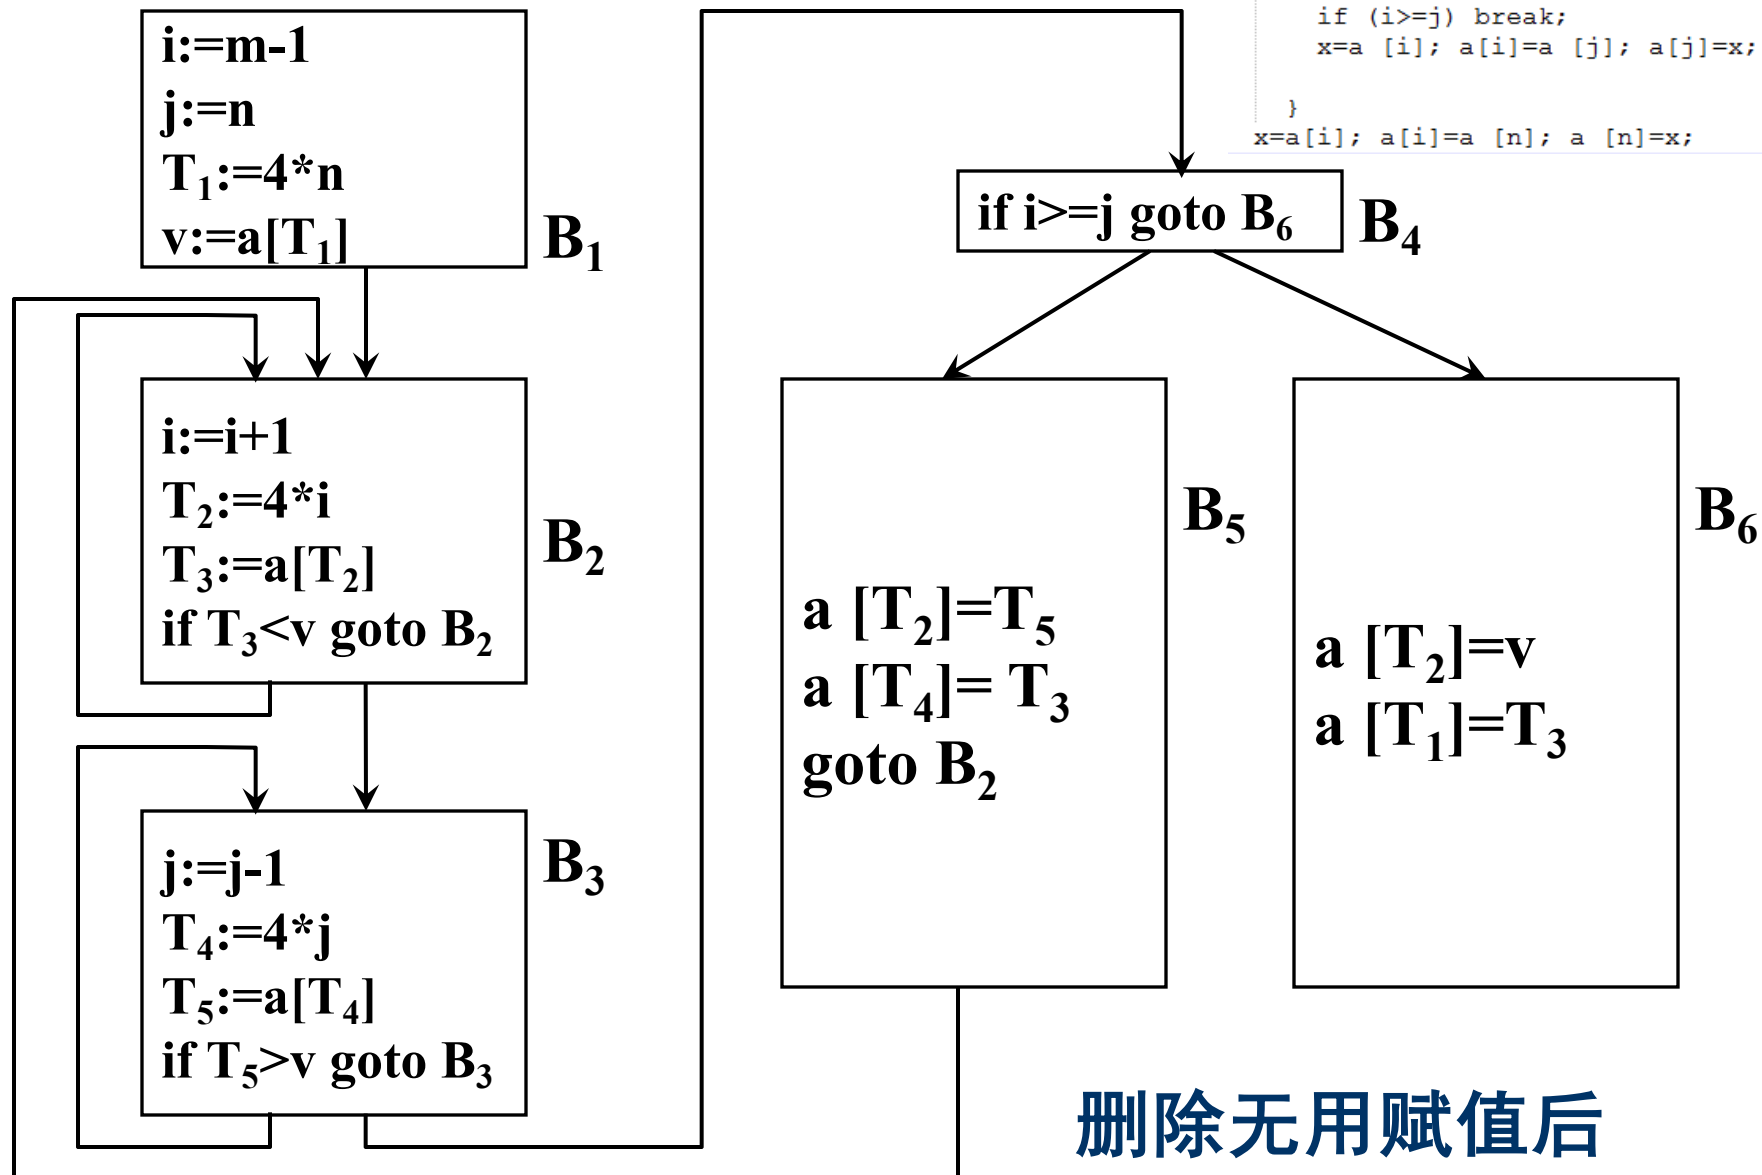 i:=m-1
j:=n
T₁:=4*n
v:=a[T₁]
B₁
i:=i+1
T₂:=4*i
T₃:=a[T₂]
if T₃<v goto B₂
B₂
j:=j-1
T₄:=4*j
T₅:=a[T₄]
if T₅>v goto B₃
B₃
if (i>=j) break;
x=a [i]; a[i]=a [j]; a[j]=x;
}
x=a[i]; a[i]=a [n]; a [n]=x;
if i>=j goto B₆
B₄
a [T₂]=T₅
a [T₄]= T₃
goto B₂
B₅
a [T₂]=v
a [T₁]=T₃
B₆
删除无用赋值后